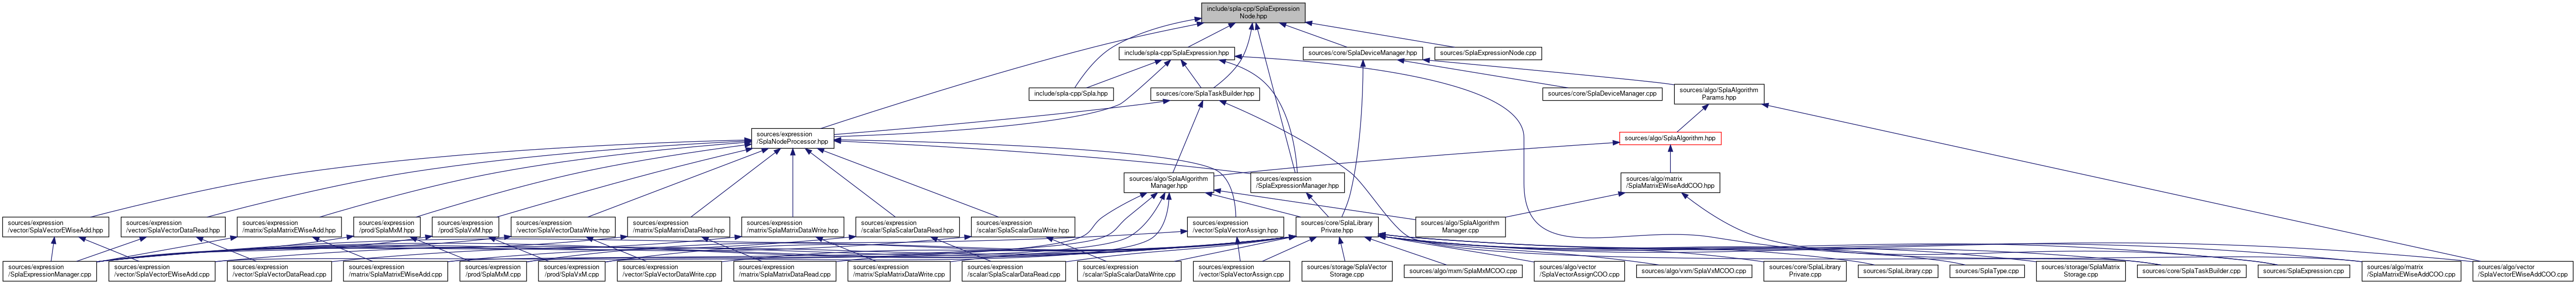 include/spla-cpp/SplaExpression
Node.hpp
include/spla-cpp/SplaExpression.hpp
sources/core/SplaDeviceManager.hpp
sources/SplaExpressionNode.cpp
include/spla-cpp/Spla.hpp
sources/core/SplaTaskBuilder.hpp
sources/core/SplaDeviceManager.cpp
sources/algo/SplaAlgorithm
Params.hpp
sources/expression
/SplaNodeProcessor.hpp
sources/algo/SplaAlgorithm.hpp
sources/algo/SplaAlgorithm
Manager.hpp
sources/expression
/SplaExpressionManager.hpp
sources/algo/matrix
/SplaMatrixEWiseAddCOO.hpp
sources/expression
/vector/SplaVectorEWiseAdd.hpp
sources/expression
/vector/SplaVectorDataRead.hpp
sources/expression
/matrix/SplaMatrixEWiseAdd.hpp
sources/expression
/prod/SplaMxM.hpp
sources/expression
/prod/SplaVxM.hpp
sources/expression
/vector/SplaVectorDataWrite.hpp
sources/expression
/matrix/SplaMatrixDataRead.hpp
sources/expression
/matrix/SplaMatrixDataWrite.hpp
sources/expression
/scalar/SplaScalarDataRead.hpp
sources/expression
/scalar/SplaScalarDataWrite.hpp
sources/expression
/vector/SplaVectorAssign.hpp
sources/core/SplaLibrary
Private.hpp
sources/algo/SplaAlgorithm
Manager.cpp
sources/expression
/SplaExpressionManager.cpp
sources/expression
/vector/SplaVectorEWiseAdd.cpp
sources/expression
/vector/SplaVectorDataRead.cpp
sources/expression
/matrix/SplaMatrixEWiseAdd.cpp
sources/expression
/prod/SplaMxM.cpp
sources/expression
/prod/SplaVxM.cpp
sources/expression
/vector/SplaVectorDataWrite.cpp
sources/expression
/matrix/SplaMatrixDataRead.cpp
sources/expression
/matrix/SplaMatrixDataWrite.cpp
sources/expression
/scalar/SplaScalarDataRead.cpp
sources/expression
/scalar/SplaScalarDataWrite.cpp
sources/expression
/vector/SplaVectorAssign.cpp
sources/storage/SplaVector
Storage.cpp
sources/algo/mxm/SplaMxMCOO.cpp
sources/algo/vector
/SplaVectorAssignCOO.cpp
sources/algo/vxm/SplaVxMCOO.cpp
sources/core/SplaLibrary
Private.cpp
sources/SplaLibrary.cpp
sources/SplaType.cpp
sources/storage/SplaMatrix
Storage.cpp
sources/core/SplaTaskBuilder.cpp
sources/SplaExpression.cpp
sources/algo/matrix
/SplaMatrixEWiseAddCOO.cpp
sources/algo/vector
/SplaVectorEWiseAddCOO.cpp